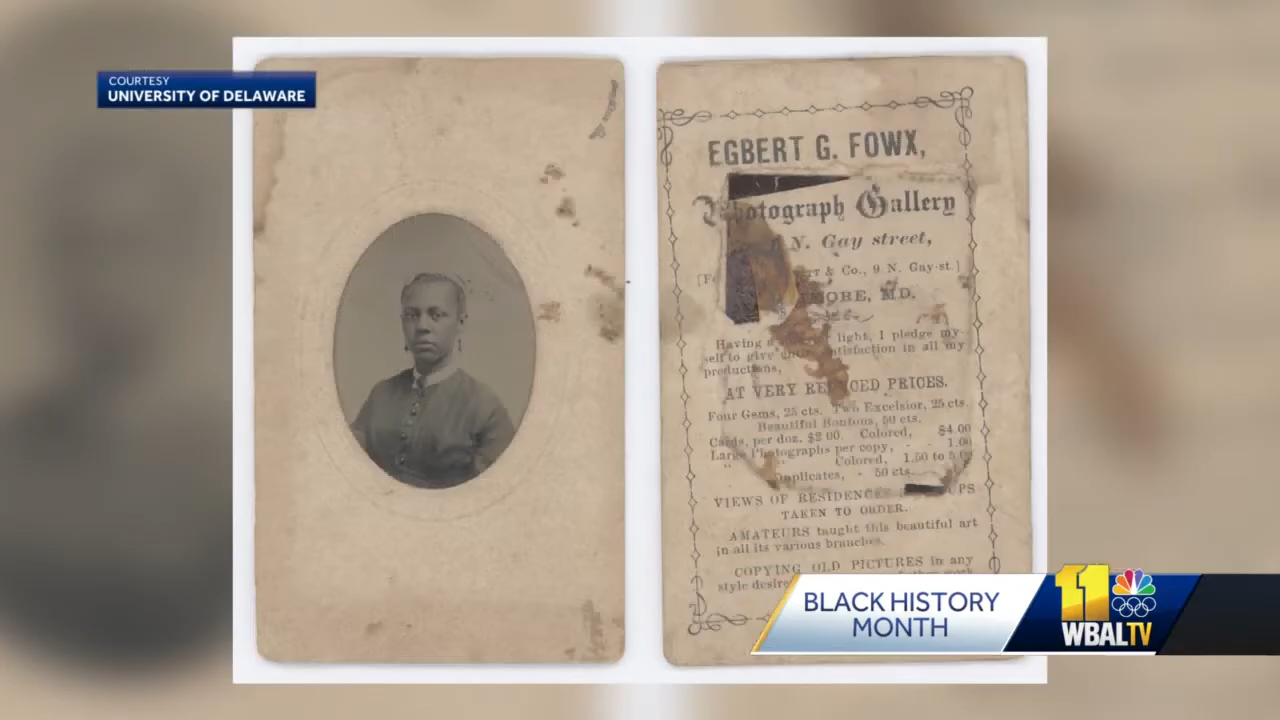 COURTESY
UNIVERSITY OF DELAWARE
EGBERT G. FOWX,
Photograph Gallery
N. Gay street,
& Co., 9 N. Gay-st.]
MD.
Having light, I pledge my-
self to give satisfaction in all my
productions,
AT VERY REDUCED PRICES.
Four Gems, 25 cts. Two Excelsior, 25 cts.
Beautiful Bontons, 50 cts.
Cards, per doz. $2 00. Colored, $4.00
Large Photographs per copy, - - 1.00
" " Colored, 1.50 to 5.00
Duplicates, - 50 cts.
VIEWS OF RESIDENCES
TAKEN TO ORDER.
AMATEURS taught this beautiful art
in all its various branches.
COPYING OLD PICTURES in any
style
BLACK HISTORY
MONTH
11
WBALTV